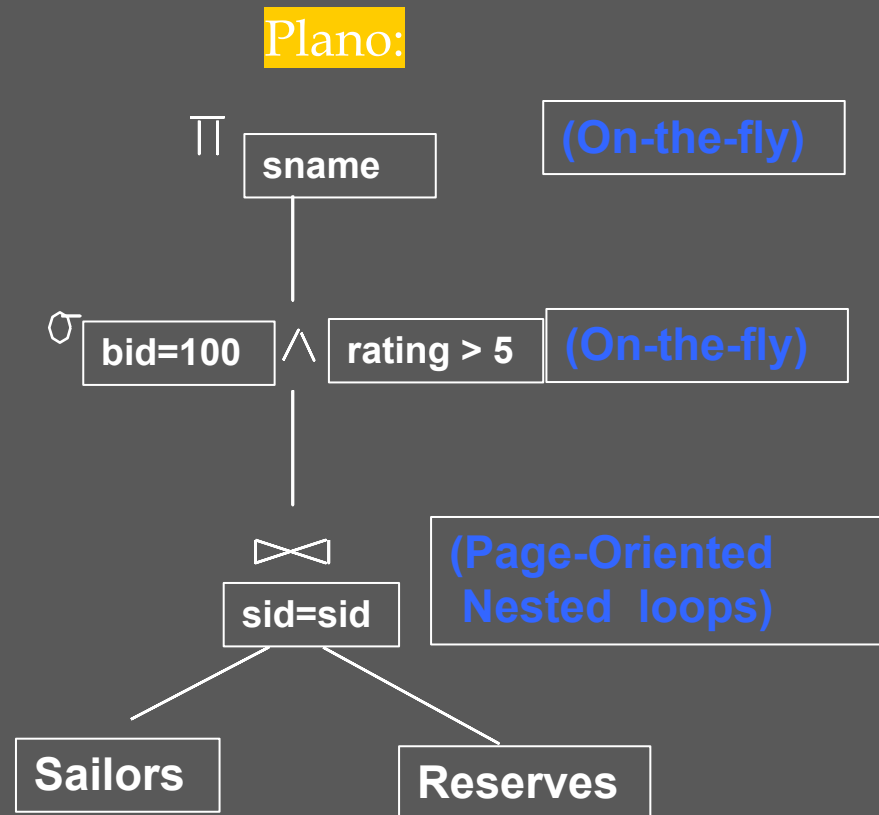 Plano:
π sname (On-the-fly)
σ bid=100 ∧ rating > 5 (On-the-fly)
⋈ sid=sid (Page-Oriented
Nested loops)
Sailors Reserves